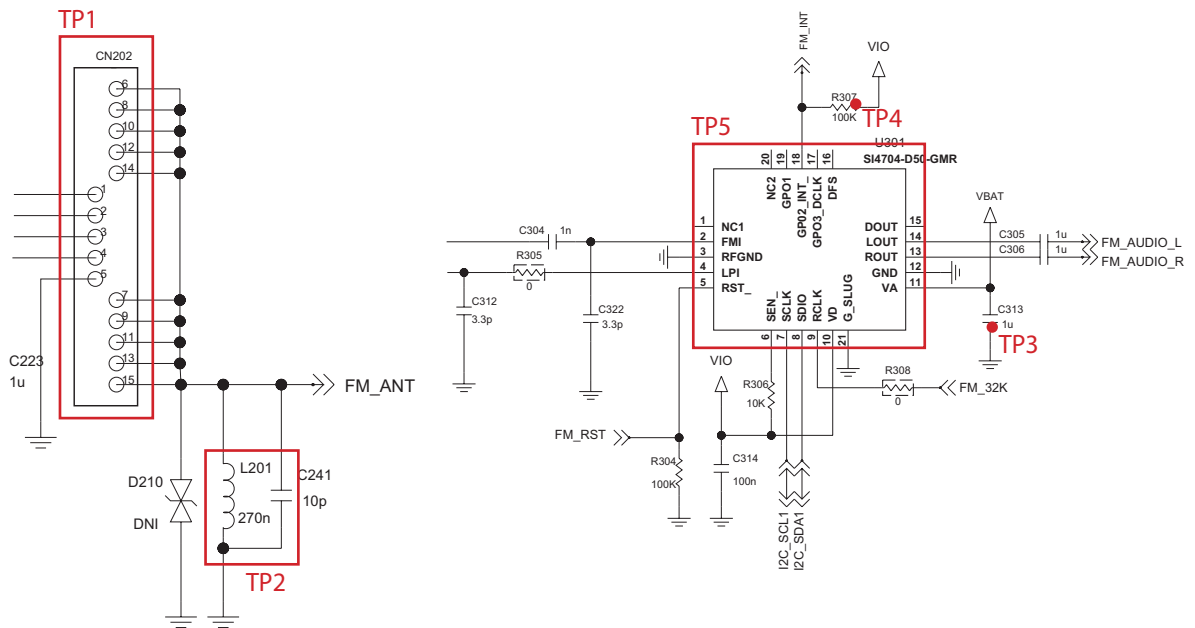 TP1
CN202
6
8
10
12
14
1
2
3
4
5
7
9
11
13
15
C223
1u
FM_ANT
D210
DNI
L201
270n
C241
10p
TP2
FM_INT
VIO
R307
100K
TP4
TP5
U301
SI4704-D50-GMR
20 19 18 17 16
NC2 GPO1 GP02_INT_ GPO3_DCLK DFS
1 NC1
2 FMI
3 RFGND
4 LPI
5 RST_
DOUT 15
LOUT 14
ROUT 13
GND 12
VA 11
SEN_ SCLK SDIO RCLK VD G_SLUG
6 7 8 9 10 21
C304 1n
R305
0
C312
3.3p
C322
3.3p
VBAT
C305 1u FM_AUDIO_L
C306 1u FM_AUDIO_R
C313
1u
TP3
VIO
R306
10K
R308
0
FM_32K
FM_RST
R304
100K
C314
100n
I2C_SCL1
I2C_SDA1